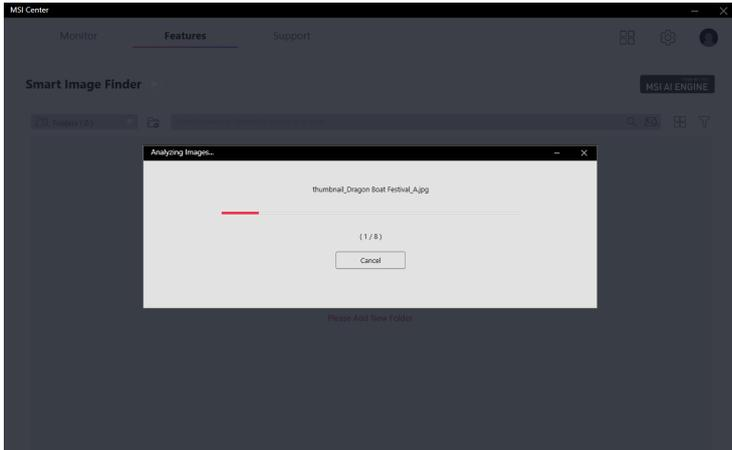 MSI Center
Monitor
Features
Support
Smart Image Finder
MSI AI ENGINE
Analyzing Images...
thumbnail_Dragon Boat Festival_A.jpg
( 1 / 8 )
Cancel
Please Add New Folder